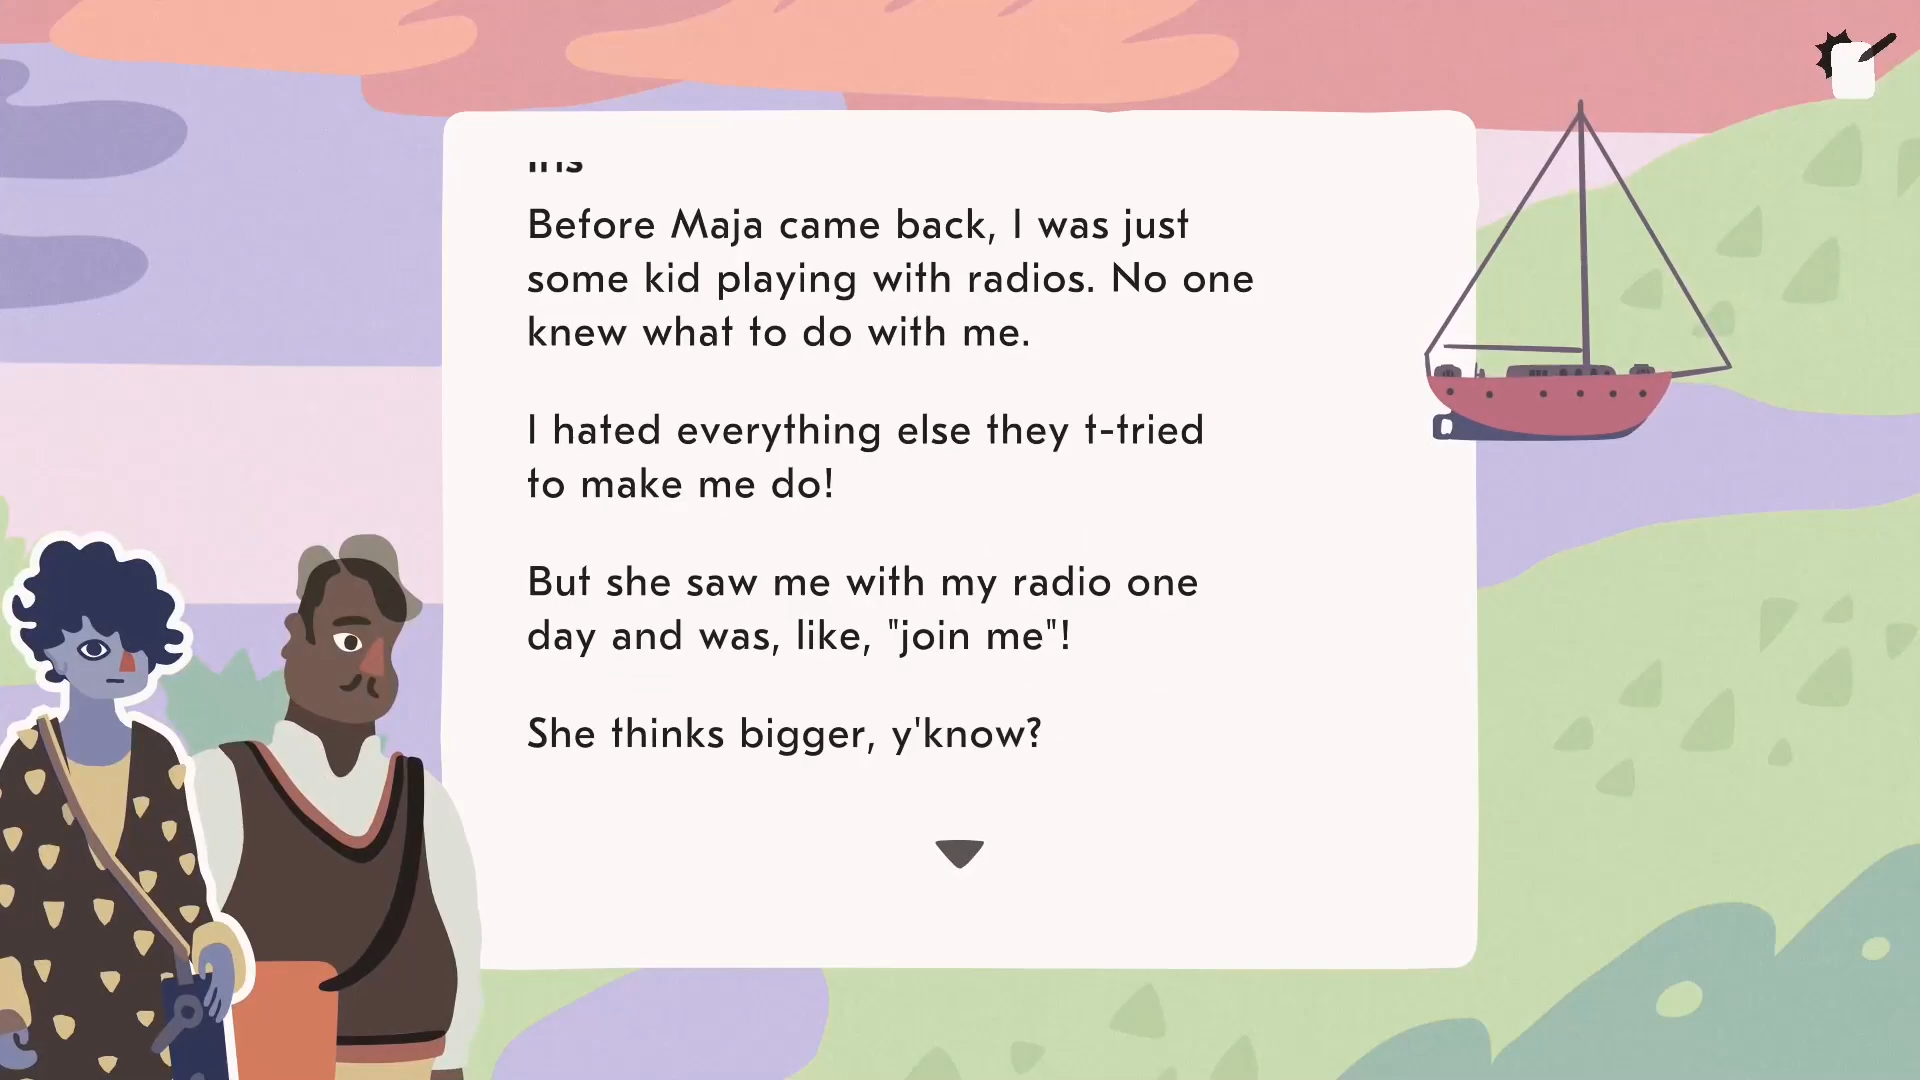 Iris
Before Maja came back, I was just
some kid playing with radios. No one
knew what to do with me.
I hated everything else they t-tried
to make me do!
But she saw me with my radio one
day and was, like, "join me"!
She thinks bigger, y'know?